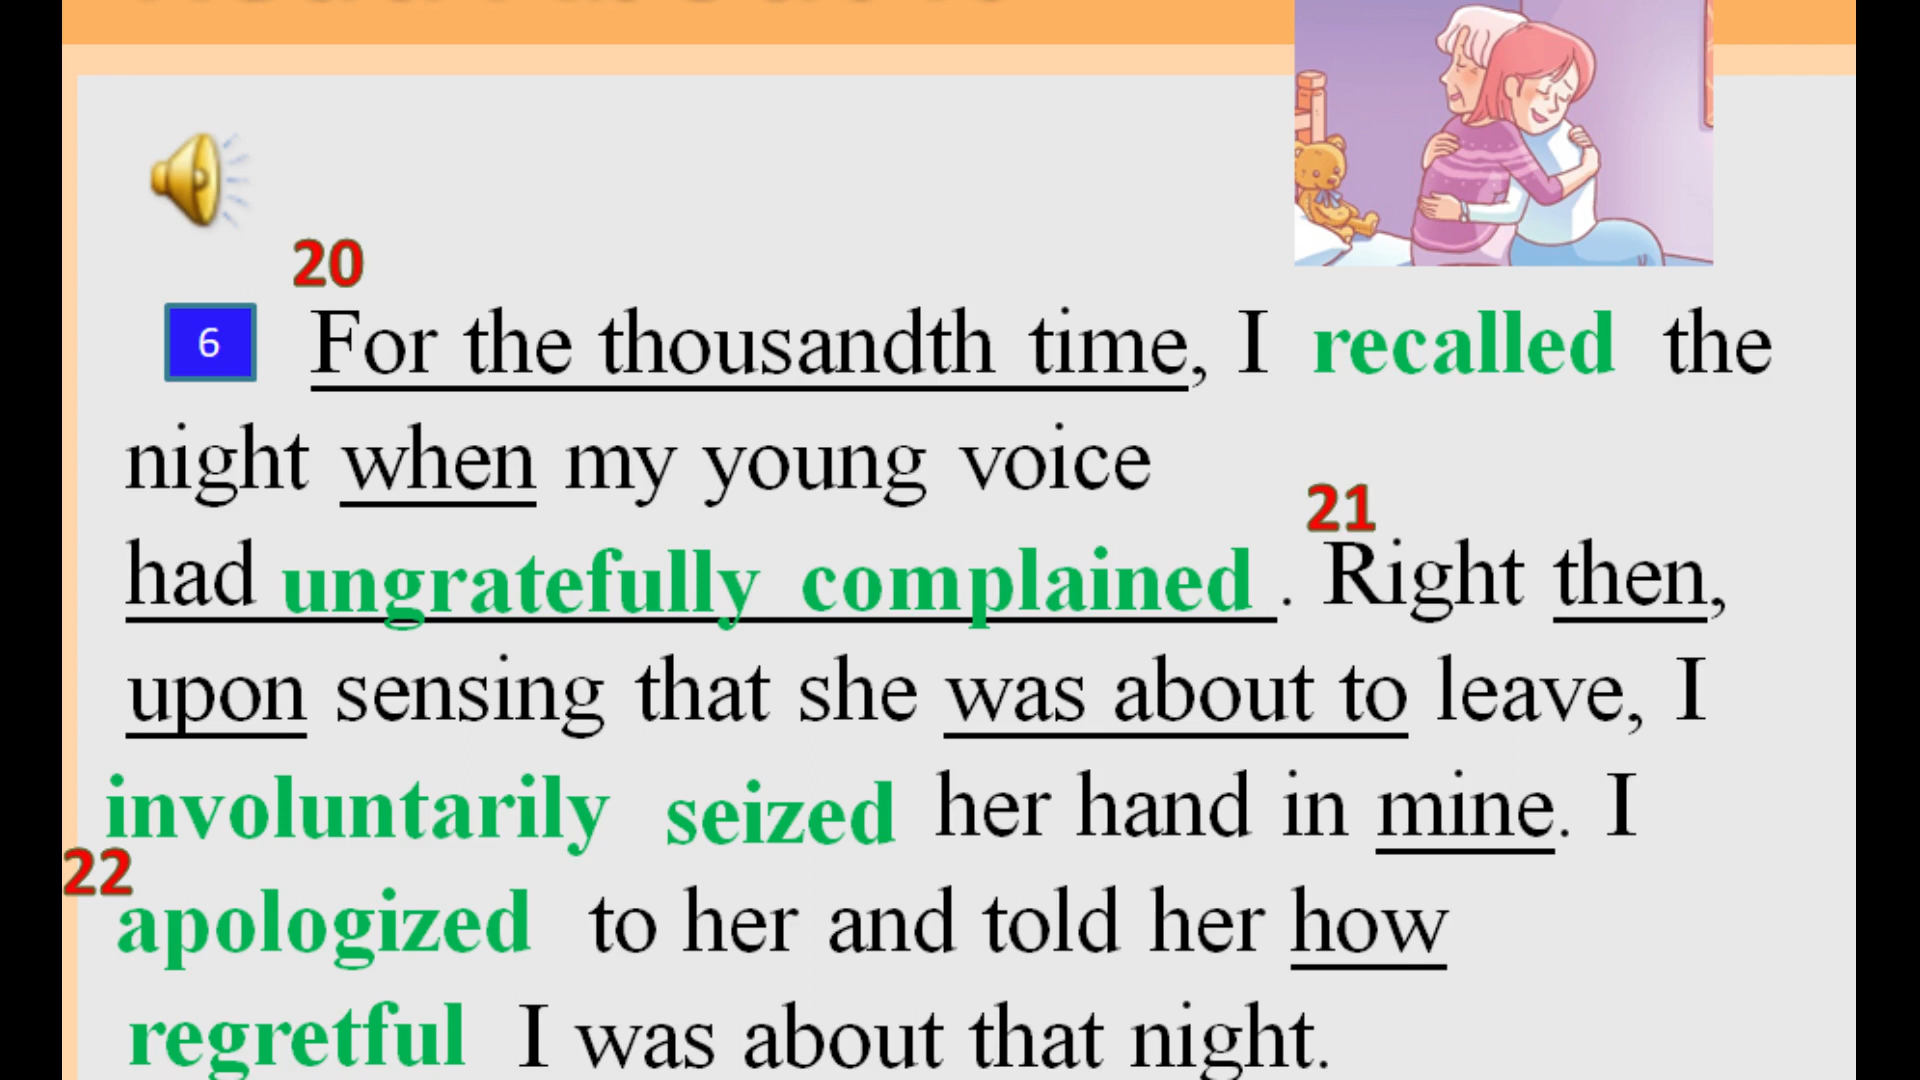 20
6 For the thousandth time, I recalled the
night when my young voice
21
had ungratefully complained. Right then,
upon sensing that she was about to leave, I
involuntarily seized her hand in mine. I
22
apologized to her and told her how
regretful I was about that night.